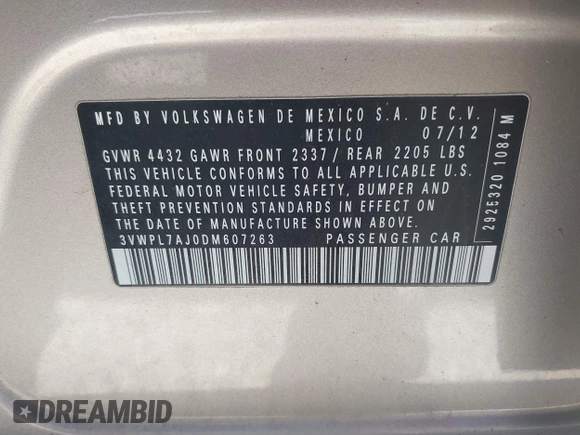 MFD BY VOLKSWAGEN DE MEXICO S.A. DE C.V.
MEXICO 07/12
GVWR 4432 GAWR FRONT 2337/ REAR 2205 LBS
THIS VEHICLE CONFORMS TO ALL APPLICABLE U.S.
FEDERAL MOTOR VEHICLE SAFETY, BUMPER AND
THEFT PREVENTION STANDARDS IN EFFECT ON
THE DATE OF MANUFACTURE SHOWN ABOVE.
3VWPL7AJ0DM607263 PASSENGER CAR
292E320 1084 M
DREAMBID